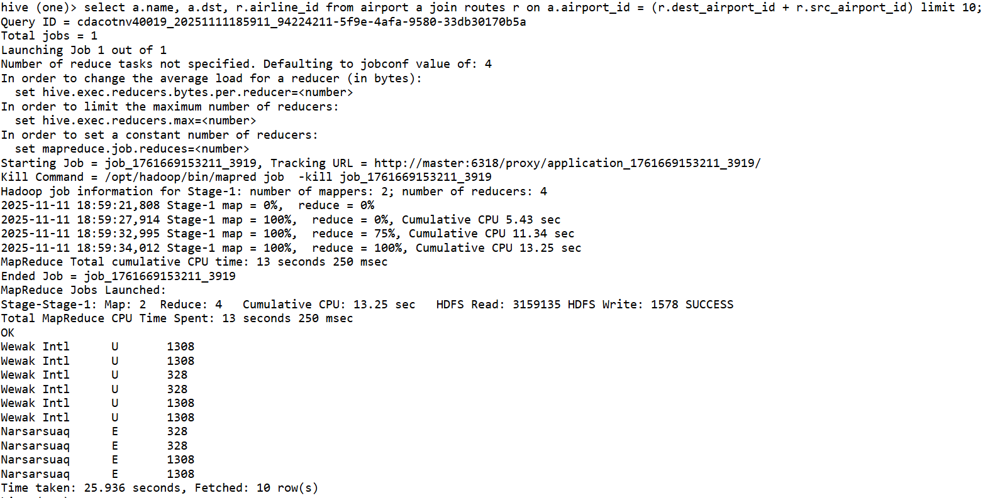 hive (one)> select a.name, a.dst, r.airline_id from airport a join routes r on a.airport_id = (r.dest_airport_id + r.src_airport_id) limit 10;
Query ID = cdacotnv40019_20251111185911_94224211-5f9e-4afa-9580-33db30170b5a
Total jobs = 1
Launching Job 1 out of 1
Number of reduce tasks not specified. Defaulting to jobconf value of: 4
In order to change the average load for a reducer (in bytes):
  set hive.exec.reducers.bytes.per.reducer=<number>
In order to limit the maximum number of reducers:
  set hive.exec.reducers.max=<number>
In order to set a constant number of reducers:
  set mapreduce.job.reduces=<number>
Starting Job = job_1761669153211_3919, Tracking URL = http://master:6318/proxy/application_1761669153211_3919/
Kill Command = /opt/hadoop/bin/mapred job  -kill job_1761669153211_3919
Hadoop job information for Stage-1: number of mappers: 2; number of reducers: 4
2025-11-11 18:59:21,808 Stage-1 map = 0%,  reduce = 0%
2025-11-11 18:59:27,914 Stage-1 map = 100%,  reduce = 0%, Cumulative CPU 5.43 sec
2025-11-11 18:59:32,995 Stage-1 map = 100%,  reduce = 75%, Cumulative CPU 11.34 sec
2025-11-11 18:59:34,012 Stage-1 map = 100%,  reduce = 100%, Cumulative CPU 13.25 sec
MapReduce Total cumulative CPU time: 13 seconds 250 msec
Ended Job = job_1761669153211_3919
MapReduce Jobs Launched:
Stage-Stage-1: Map: 2  Reduce: 4   Cumulative CPU: 13.25 sec   HDFS Read: 3159135 HDFS Write: 1578 SUCCESS
Total MapReduce CPU Time Spent: 13 seconds 250 msec
OK
Wewak Intl      U       1308
Wewak Intl      U       1308
Wewak Intl      U       328
Wewak Intl      U       328
Wewak Intl      U       1308
Wewak Intl      U       1308
Narsarsuaq      E       328
Narsarsuaq      E       328
Narsarsuaq      E       1308
Narsarsuaq      E       1308
Time taken: 25.936 seconds, Fetched: 10 row(s)